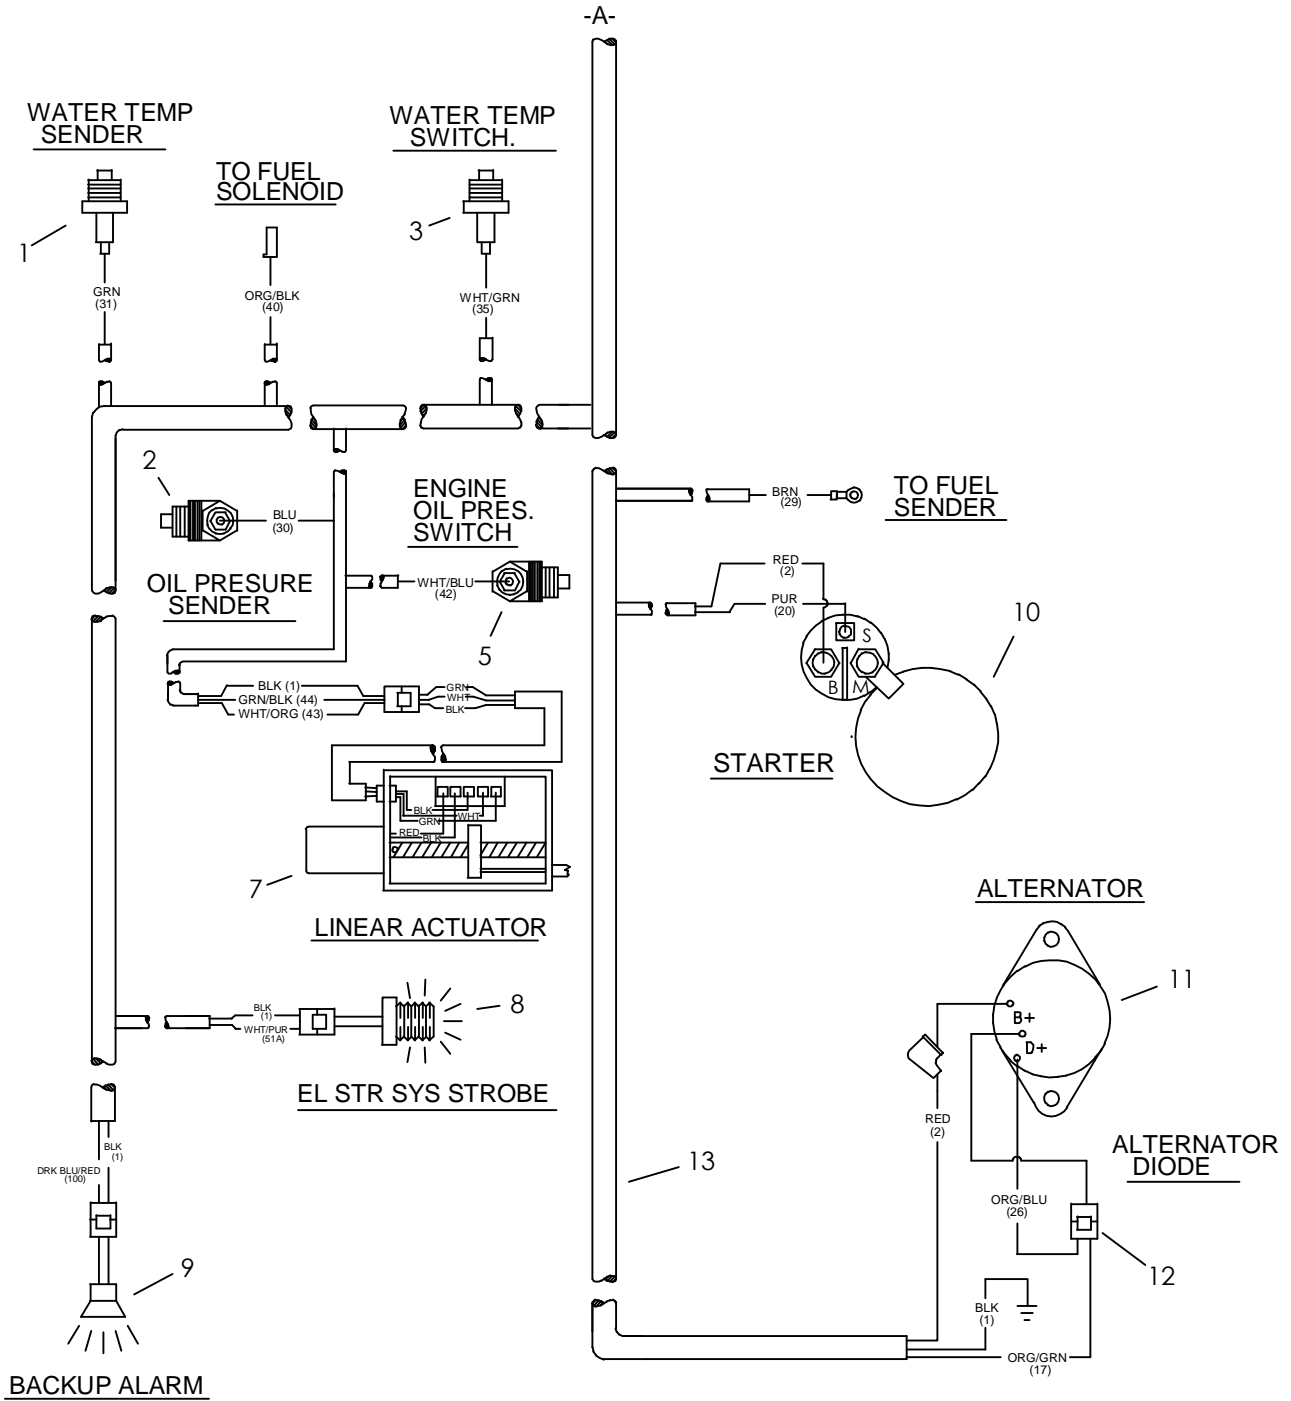 -A-
WATER TEMP
SENDER
TO FUEL
SOLENOID
WATER TEMP
SWITCH.
1
3
GRN
(31)
ORG/BLK
(40)
WHT/GRN
(35)
2
BLU
(30)
OIL PRESURE
SENDER
ENGINE
OIL PRES.
SWITCH
WHT/BLU
(42)
5
BRN
(29)
TO FUEL
SENDER
RED
(2)
PUR
(20)
10
S
B
M
STARTER
BLK (1)
GRN/BLK (44)
WHT/ORG (43)
GRN
WHT
BLK
BLK
WHT
GRN
RED
BLK
7
LINEAR ACTUATOR
BLK
(1)
WHT/PUR
(51A)
8
EL STR SYS STROBE
ALTERNATOR
11
B+
D+
RED
(2)
ALTERNATOR
DIODE
ORG/BLU
(26)
12
13
BLK
(1)
DRK BLU/RED
(100)
9
BACKUP ALARM
BLK
(1)
ORG/GRN
(17)